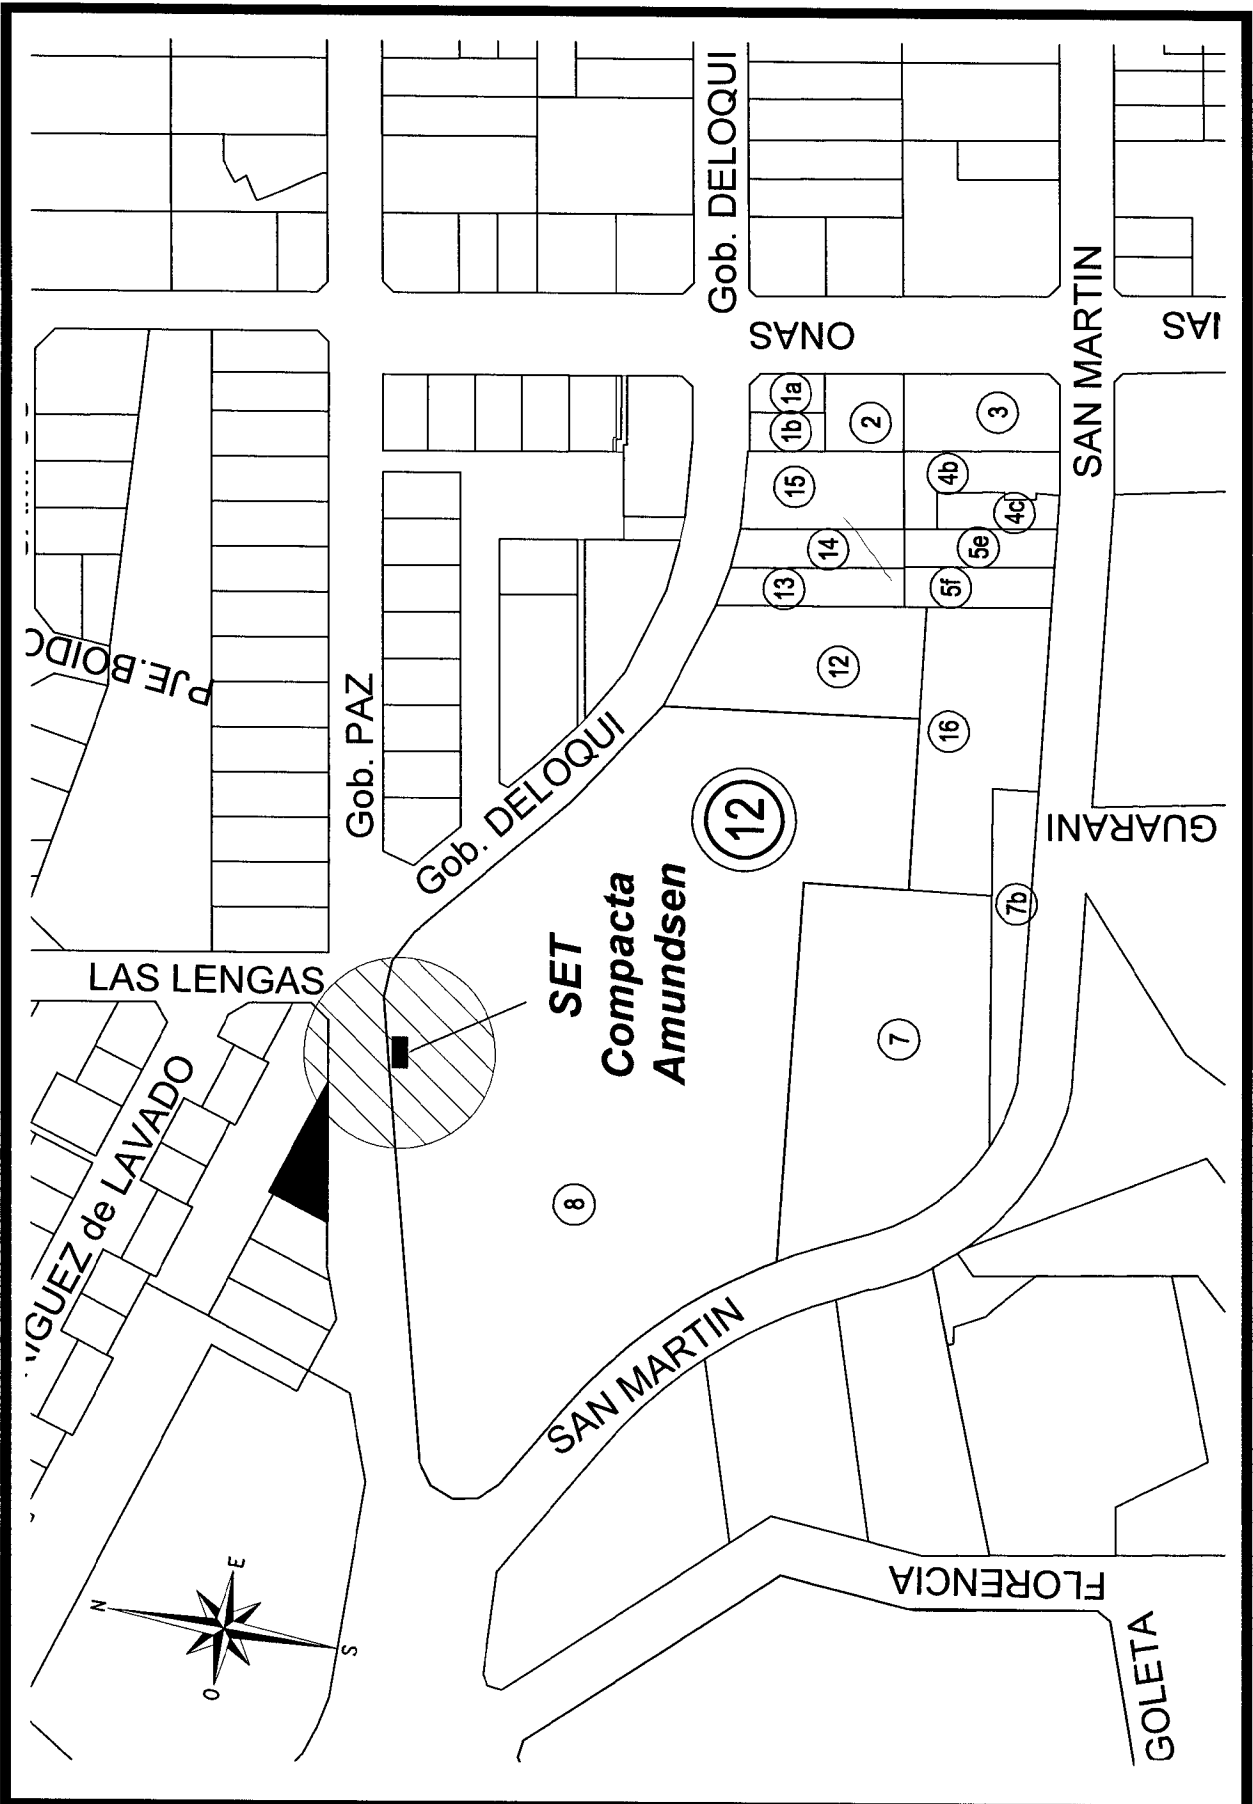 Gob. DELOQUI
SAN MARTIN
ONAS
IAS
1a
1b
2
3
15
4b
4c
14
5e
13
5f
12
16
PJE. BOIDO
Gob. PAZ
Gob. DELOQUI
12
GUARANI
7b
7
LAS LENGAS
SET
Compacta
Amundsen
8
IGUEZ de LAVADO
SAN MARTIN
FLORENCIA
GOLETA
N
E
S
O